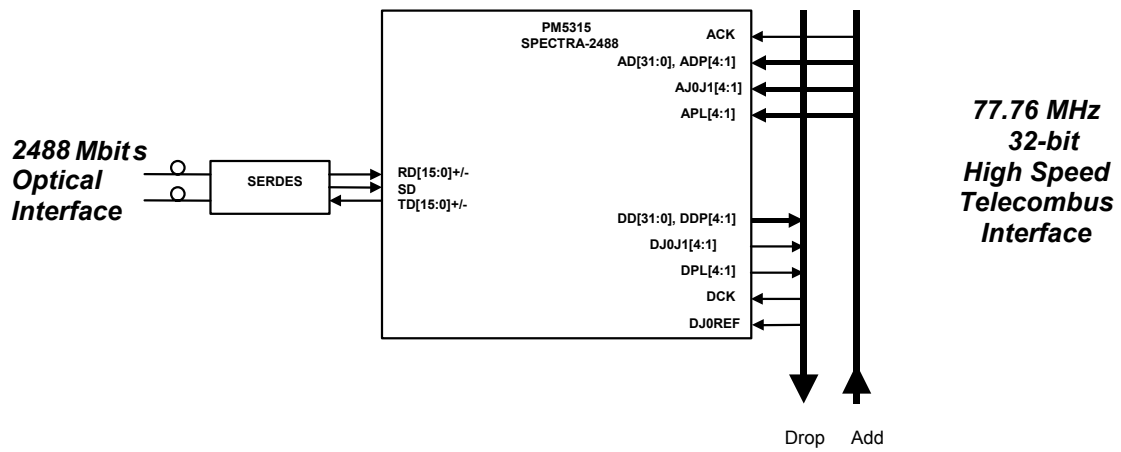 PM5315
SPECTRA-2488
ACK
AD[31:0], ADP[4:1]
AJ0J1[4:1]
APL[4:1]
2488 Mbits
Optical
Interface
SERDES
RD[15:0]+/-
SD
TD[15:0]+/-
DD[31:0], DDP[4:1]
DJ0J1[4:1]
DPL[4:1]
DCK
DJ0REF
77.76 MHz
32-bit
High Speed
Telecombus
Interface
Drop
Add